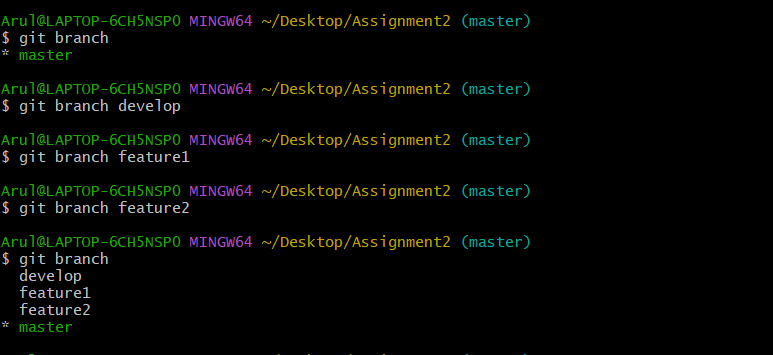 Arul@LAPTOP-6CH5NSP0 MINGW64 ~/Desktop/Assignment2 (master)
$ git branch
* master
Arul@LAPTOP-6CH5NSP0 MINGW64 ~/Desktop/Assignment2 (master)
$ git branch develop
Arul@LAPTOP-6CH5NSP0 MINGW64 ~/Desktop/Assignment2 (master)
$ git branch feature1
Arul@LAPTOP-6CH5NSP0 MINGW64 ~/Desktop/Assignment2 (master)
$ git branch feature2
Arul@LAPTOP-6CH5NSP0 MINGW64 ~/Desktop/Assignment2 (master)
$ git branch
  develop
  feature1
  feature2
* master